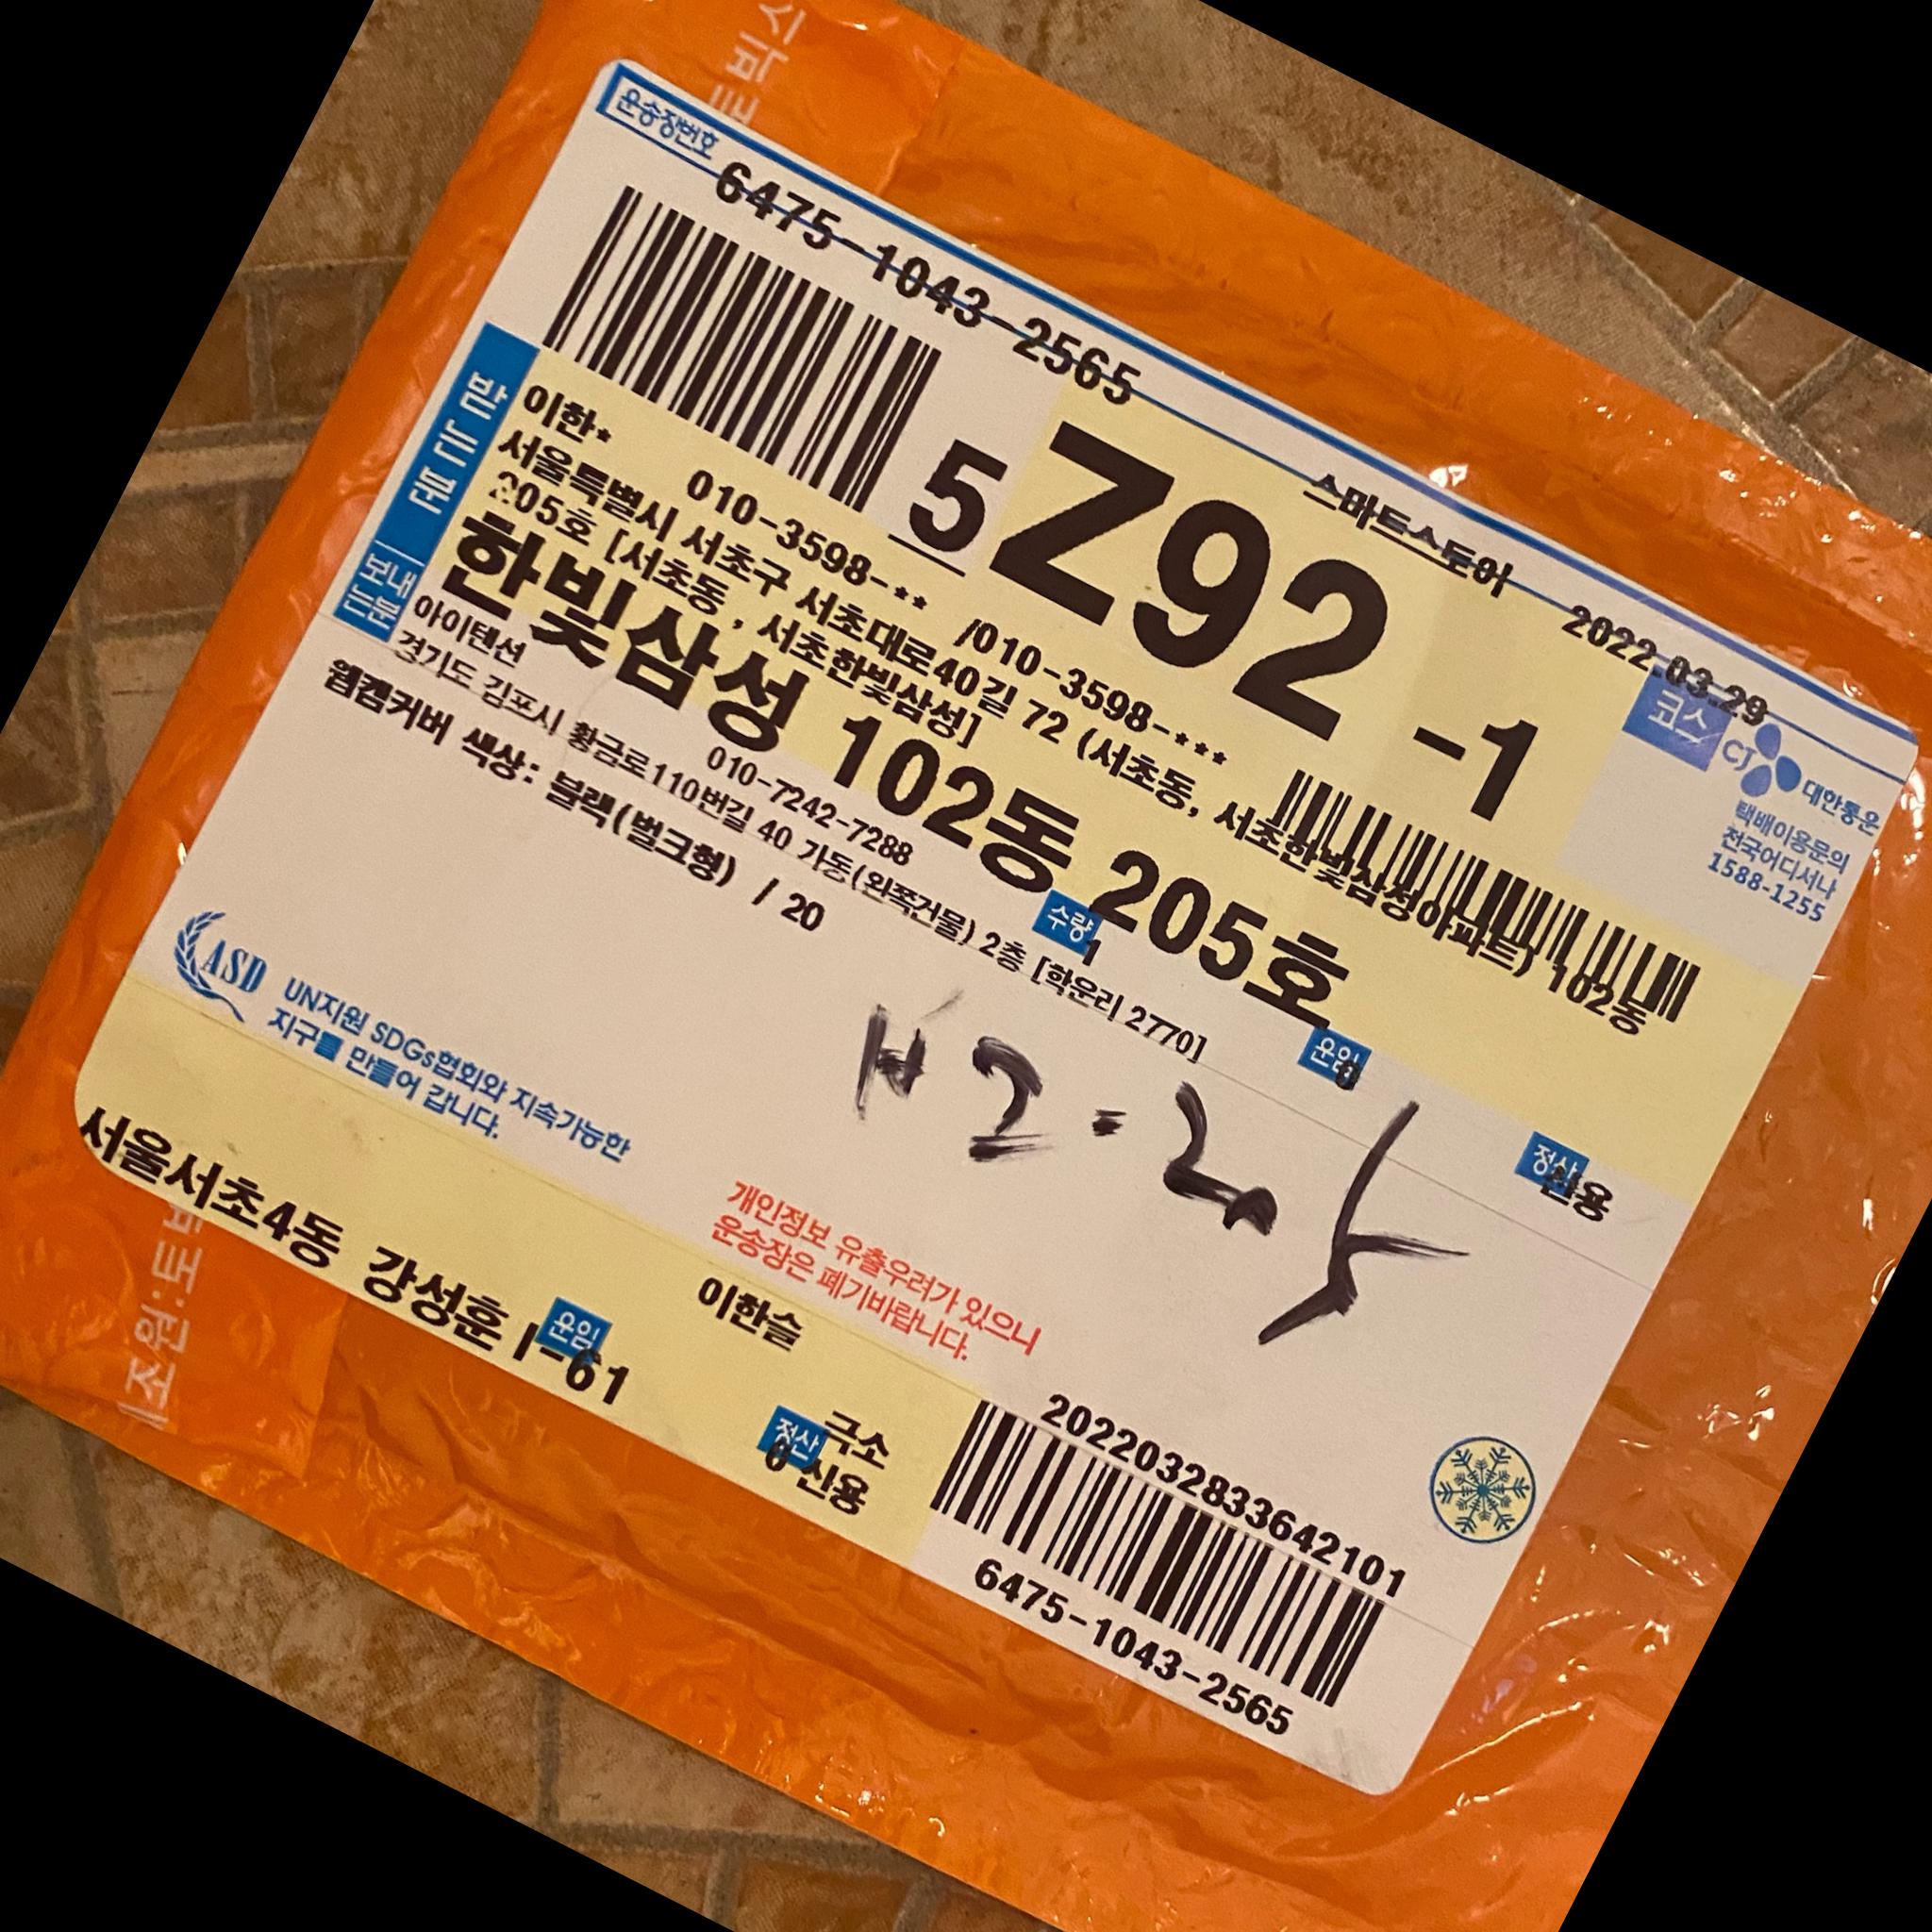 운송장번호
6475-1043-2565
스마트스토어
2022.03.29
5
Z92 -1
코스
CJ 대한통운
택배이용문의
전국어디서나
1588-1255
받는분
이한*
010-3598-** /010-3598-***
서울특별시 서초구 서초대로40길 72 (서초동, 서초한빛삼성아파트) 102동
205호 [서초동, 서초한빛삼성]
한빛삼성 102동 205호
보내는분
아이텐션
010-7242-7288
경기도 김포시 황금로110번길 40 가동(왼쪽건물) 2층 [학운리 2770]
수량
1
운임
0
정산
신용
웹캠커버 색상: 블랙(벌크형) / 20
ASD
UN지원 SDGs협회와 지속가능한
지구를 만들어 갑니다.
개인정보 유출우려가 있으니
운송장은 폐기바랍니다.
서울서초4동 강성훈 I-61
이한슬
운임
정산
0
신용
20220328336421​01
6475-1043-2565